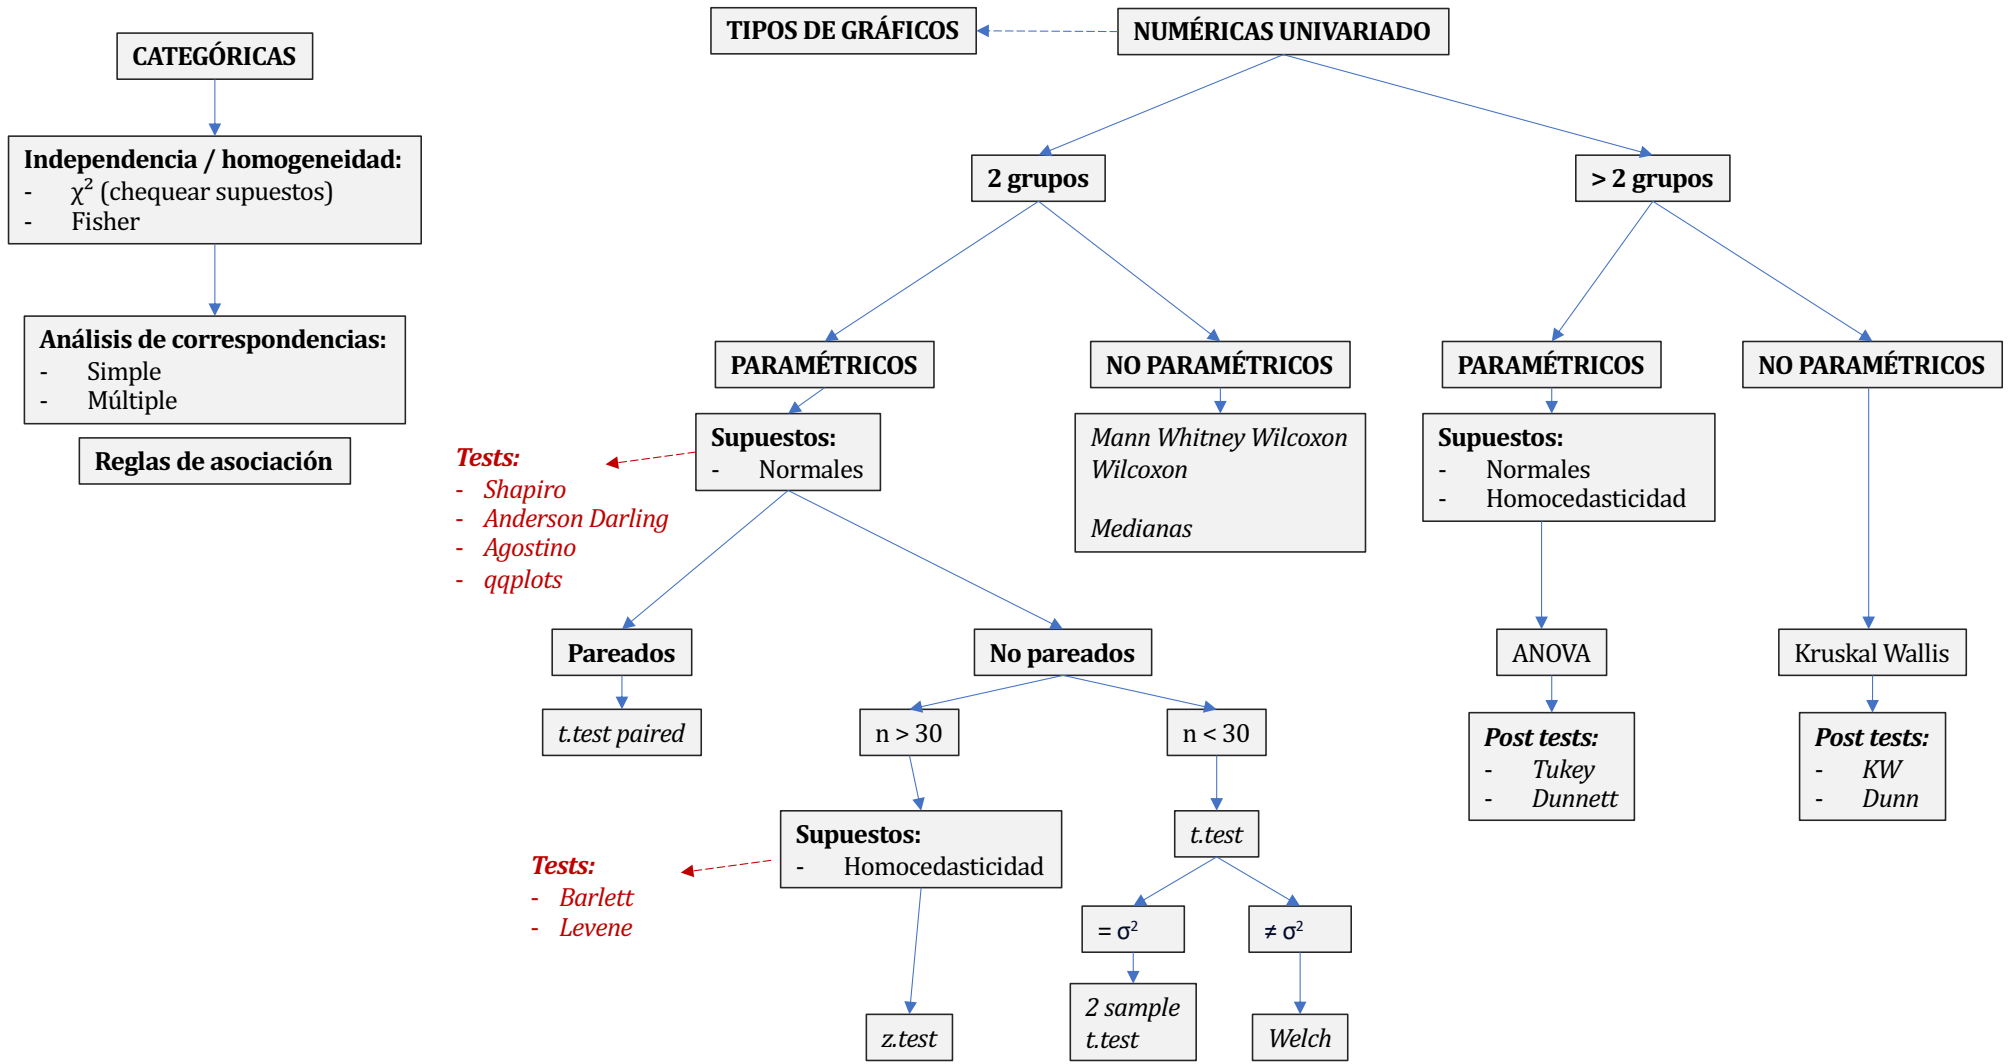 CATEGÓRICAS
Independencia / homogeneidad:
- χ² (chequear supuestos)
- Fisher
Análisis de correspondencias:
- Simple
- Múltiple
Reglas de asociación
TIPOS DE GRÁFICOS
NUMÉRICAS UNIVARIADO
2 grupos
> 2 grupos
PARAMÉTRICOS
NO PARAMÉTRICOS
PARAMÉTRICOS
NO PARAMÉTRICOS
Supuestos:
- Normales
Tests:
- Shapiro
- Anderson Darling
- Agostino
- qqplots
Mann Whitney Wilcoxon
Wilcoxon
Medianas
Supuestos:
- Normales
- Homocedasticidad
Pareados
No pareados
ANOVA
Kruskal Wallis
t.test paired
n > 30
n < 30
Post tests:
- Tukey
- Dunnett
Post tests:
- KW
- Dunn
Supuestos:
- Homocedasticidad
Tests:
- Barlett
- Levene
t.test
= σ²
≠ σ²
z.test
2 sample
t.test
Welch